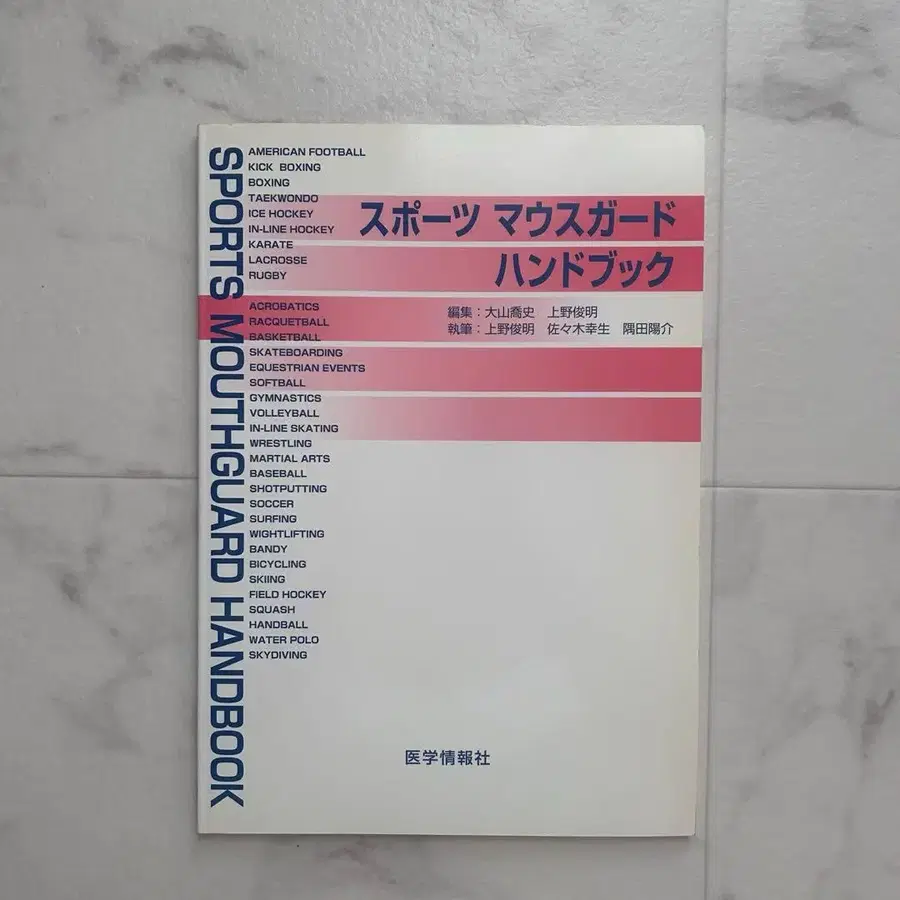 SPORTS MOUTHGUARD HANDBOOK
AMERICAN FOOTBALL
KICK BOXING
BOXING
TAEKWONDO
ICE HOCKEY
IN-LINE HOCKEY
KARATE
LACROSSE
RUGBY
ACROBATICS
RACQUETBALL
BASKETBALL
SKATEBOARDING
EQUESTRIAN EVENTS
SOFTBALL
GYMNASTICS
VOLLEYBALL
IN-LINE SKATING
WRESTLING
MARTIAL ARTS
BASEBALL
SHOTPUTTING
SOCCER
SURFING
WIGHTLIFTING
BANDY
BICYCLING
SKIING
FIELD HOCKEY
SQUASH
HANDBALL
WATER POLO
SKYDIVING
スポーツ マウスガード
ハンドブック
編集：大山喬史 上野俊明
執筆：上野俊明 佐々木幸生 隅田陽介
医学情報社